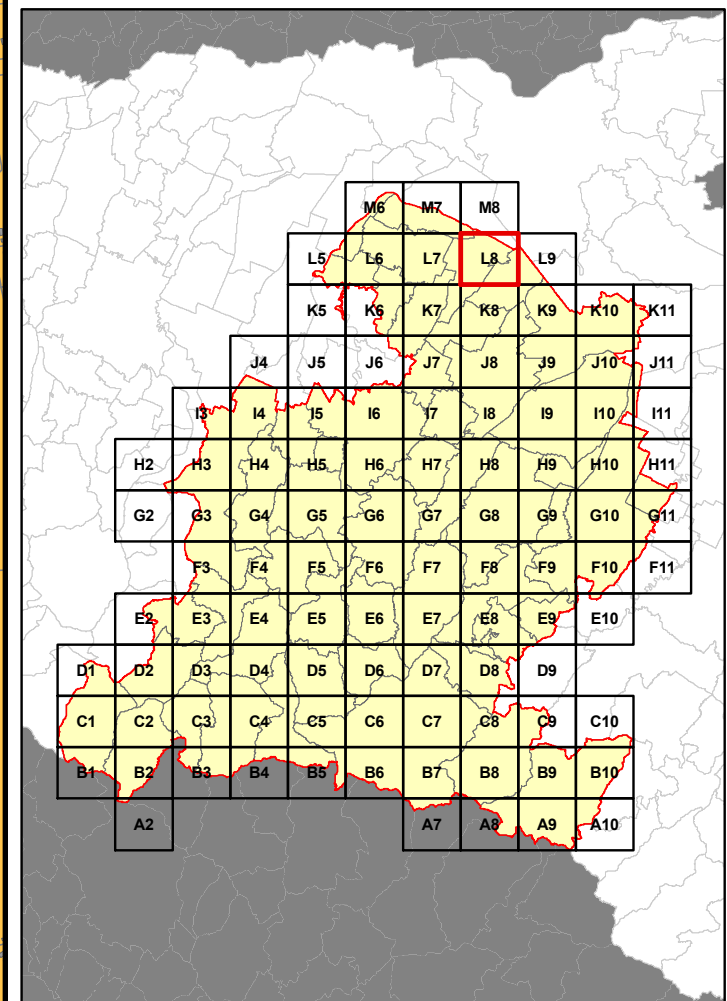 M6 M7 M8
L5 L6 L7 L8 L9
K5 K6 K7 K8 K9 K10 K11
J4 J5 J6 J7 J8 J9 J10 J11
I3 I4 I5 I6 I7 I8 I9 I10 I11
H2 H3 H4 H5 H6 H7 H8 H9 H10 H11
G2 G3 G4 G5 G6 G7 G8 G9 G10 G11
F3 F4 F5 F6 F7 F8 F9 F10 F11
E2 E3 E4 E5 E6 E7 E8 E9 E10
D1 D2 D3 D4 D5 D6 D7 D8 D9
C1 C2 C3 C4 C5 C6 C7 C8 C9 C10
B1 B2 B3 B4 B5 B6 B7 B8 B9 B10
A2 A7 A8 A9 A10